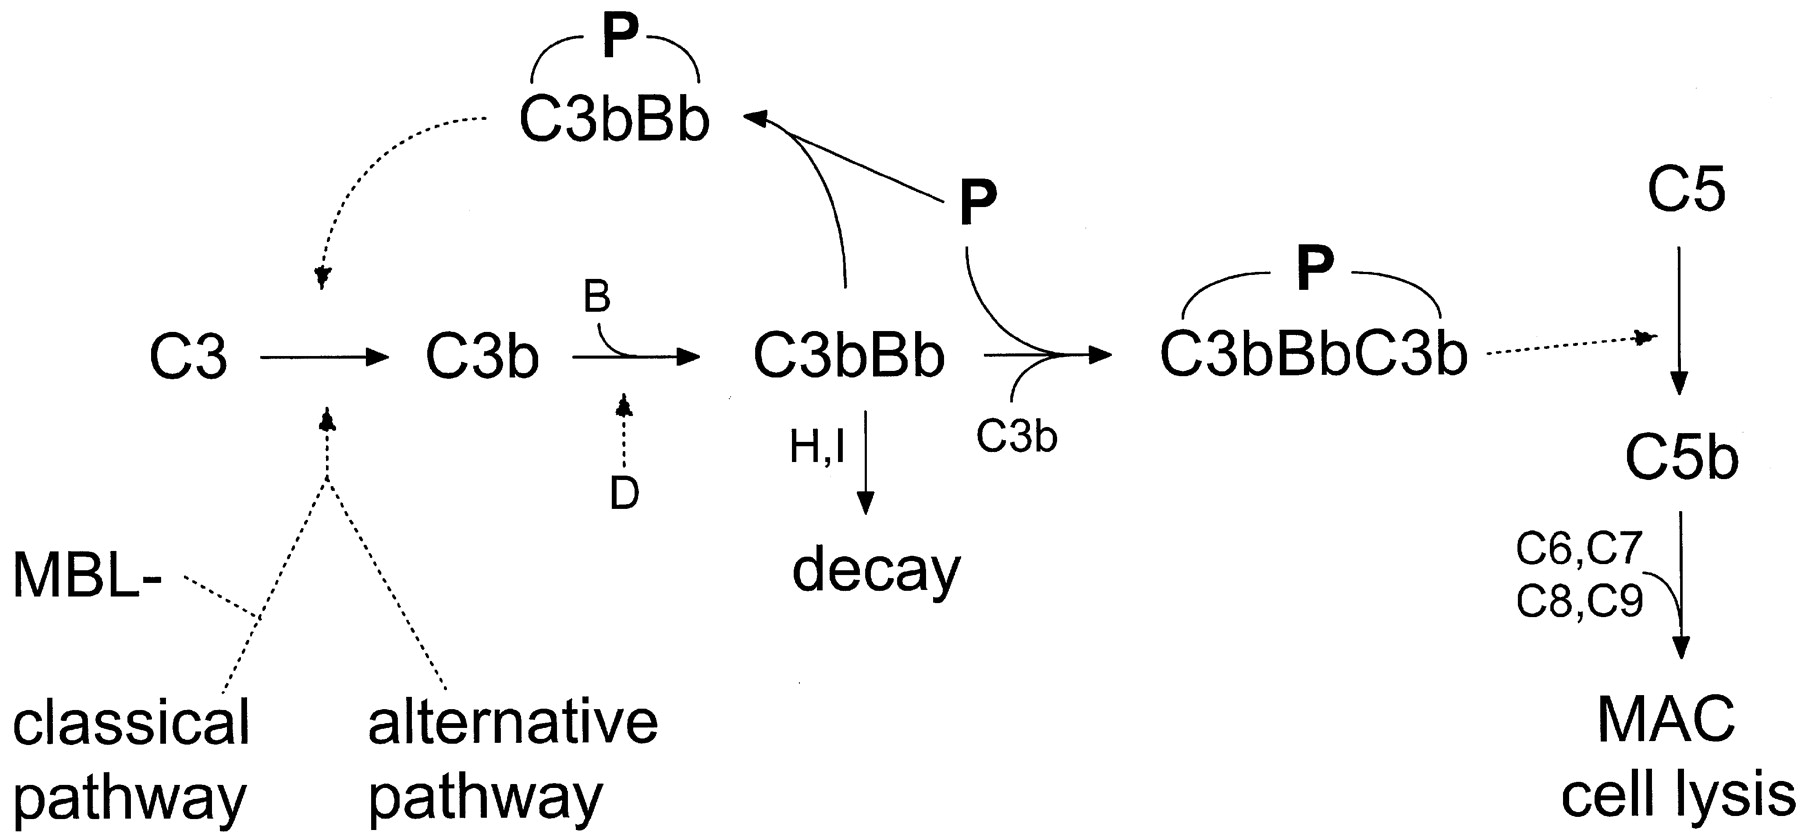 P
C3bBb
P
C5
P
B
C3
C3b
C3bBb
C3bBbC3b
C3b
H,I
D
C5b
decay
MBL-
C6,C7
C8,C9
classical
pathway
alternative
pathway
MAC
cell lysis